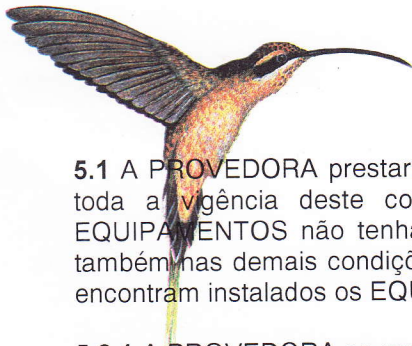 5.1 A PROVEDORA prestar
toda a vigência deste co
EQUIPAMENTOS não tenha
também nas demais condiçõ
encontram instalados os EQU